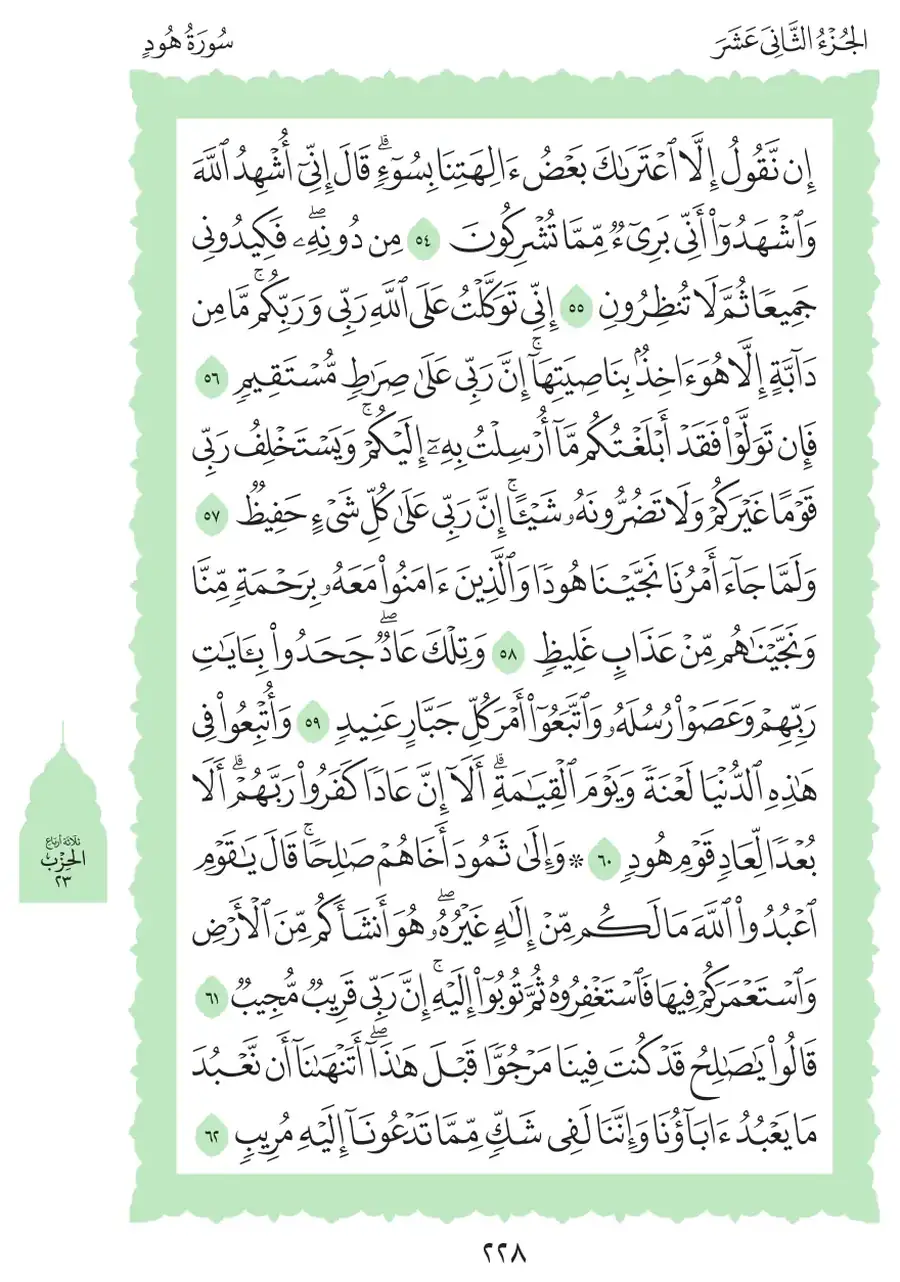 الجُزْءُ الثَّانِيَ عَشَرَ
سُورَةُ هُودٍ
إِن نَّقُولُ إِلَّا ٱعۡتَرَىٰكَ بَعۡضُ ءَالِهَتِنَا بِسُوٓءٖۗ قَالَ إِنِّيٓ أُشۡهِدُ ٱللَّهَ
وَٱشۡهَدُوٓاْ أَنِّي بَرِيٓءٞ مِّمَّا تُشۡرِكُونَ ٥٤ مِن دُونِهِۦۖ فَكِيدُونِي
جَمِيعٗا ثُمَّ لَا تُنظِرُونِ ٥٥ إِنِّي تَوَكَّلۡتُ عَلَى ٱللَّهِ رَبِّي وَرَبِّكُمۚ مَّا مِن
دَآبَّةٍ إِلَّا هُوَ ءَاخِذُۢ بِنَاصِيَتِهَآۚ إِنَّ رَبِّي عَلَىٰ صِرَٰطٖ مُّسۡتَقِيمٖ ٥٦
فَإِن تَوَلَّوۡاْ فَقَدۡ أَبۡلَغۡتُكُم مَّآ أُرۡسِلۡتُ بِهِۦٓ إِلَيۡكُمۡۚ وَيَسۡتَخۡلِفُ رَبِّي
قَوۡمًا غَيۡرَكُمۡ وَلَا تَضُرُّونَهُۥ شَيۡـًٔاۚ إِنَّ رَبِّي عَلَىٰ كُلِّ شَيۡءٍ حَفِيظٞ ٥٧
وَلَمَّا جَآءَ أَمۡرُنَا نَجَّيۡنَا هُودٗا وَٱلَّذِينَ ءَامَنُواْ مَعَهُۥ بِرَحۡمَةٖ مِّنَّا
وَنَجَّيۡنَٰهُم مِّنۡ عَذَابٍ غَلِيظٖ ٥٨ وَتِلۡكَ عَادٞۖ جَحَدُواْ بِـَٔايَٰتِ
رَبِّهِمۡ وَعَصَوۡاْ رُسُلَهُۥ وَٱتَّبَعُوٓاْ أَمۡرَ كُلِّ جَبَّارٍ عَنِيدٖ ٥٩ وَأُتۡبِعُواْ فِي
هَٰذِهِ ٱلدُّنۡيَا لَعۡنَةٗ وَيَوۡمَ ٱلۡقِيَٰمَةِۗ أَلَآ إِنَّ عَادٗا كَفَرُواْ رَبَّهُمۡۗ أَلَا
بُعۡدٗا لِّعَادٖ قَوۡمِ هُودٖ ٦٠ ۞ وَإِلَىٰ ثَمُودَ أَخَاهُمۡ صَٰلِحٗاۚ قَالَ يَٰقَوۡمِ
ٱعۡبُدُواْ ٱللَّهَ مَا لَكُم مِّنۡ إِلَٰهٍ غَيۡرُهُۥۖ هُوَ أَنشَأَكُم مِّنَ ٱلۡأَرۡضِ
وَٱسۡتَعۡمَرَكُمۡ فِيهَا فَٱسۡتَغۡفِرُوهُ ثُمَّ تُوبُوٓاْ إِلَيۡهِۚ إِنَّ رَبِّي قَرِيبٞ مُّجِيبٞ ٦١
قَالُواْ يَٰصَٰلِحُ قَدۡ كُنتَ فِينَا مَرۡجُوّٗا قَبۡلَ هَٰذَآۖ أَتَنۡهَىٰنَآ أَن نَّعۡبُدَ
مَا يَعۡبُدُ ءَابَآؤُنَا وَإِنَّنَا لَفِي شَكّٖ مِّمَّا تَدۡعُونَآ إِلَيۡهِ مُرِيبٖ ٦٢
ثلاثة أرباع
الحِزْب
٢٣
٢٢٨